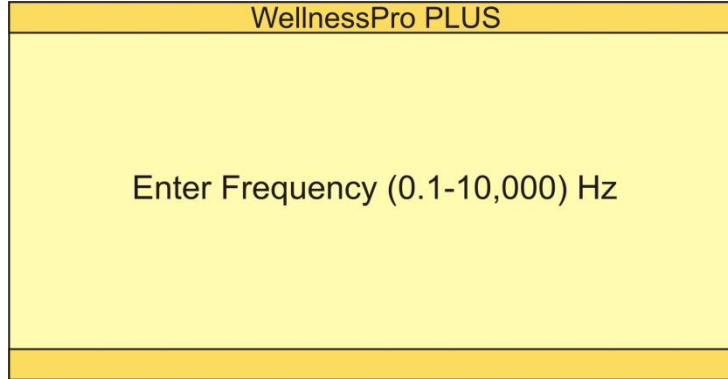 WellnessPro PLUS
Enter Frequency (0.1-10,000) Hz